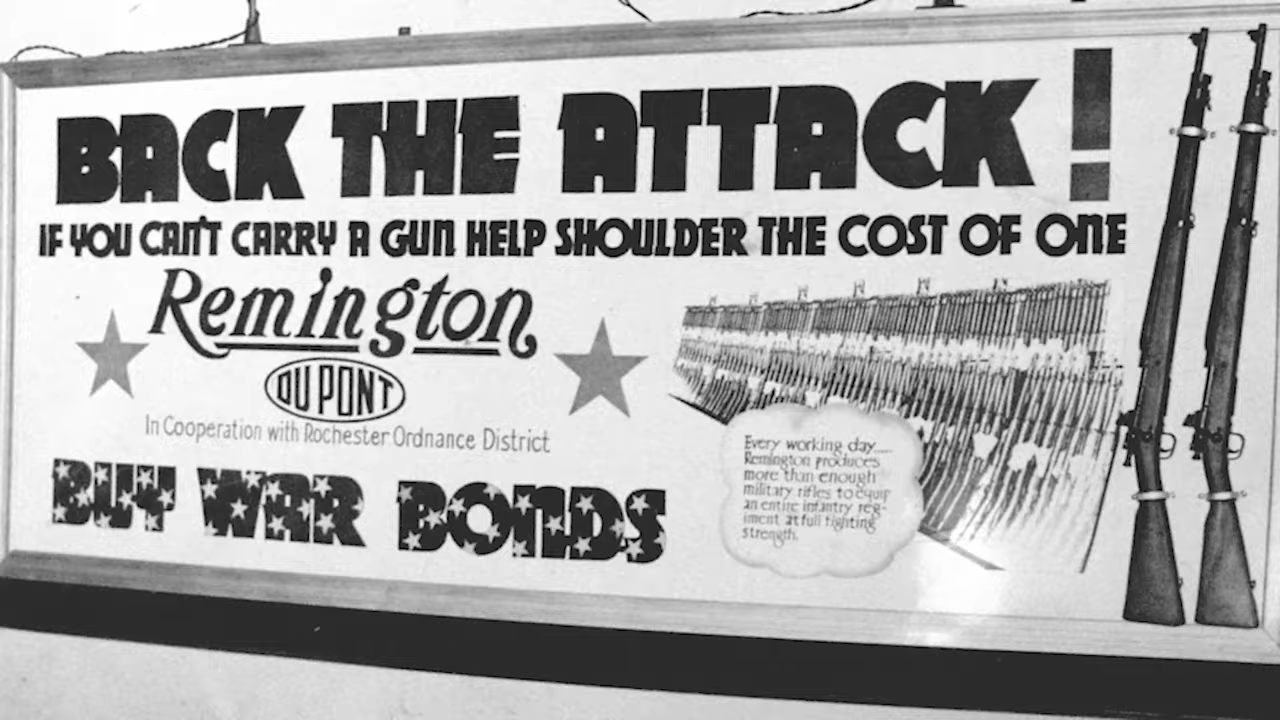 BACK THE ATTACK!
IF YOU CAN'T CARRY A GUN HELP SHOULDER THE COST OF ONE
Remington
DU PONT
In Cooperation with Rochester Ordnance District
BUY WAR BONDS
Every working day.....
Remington produces
more than enough
military rifles to equip
an entire infantry reg-
iment at full fighting
strength.